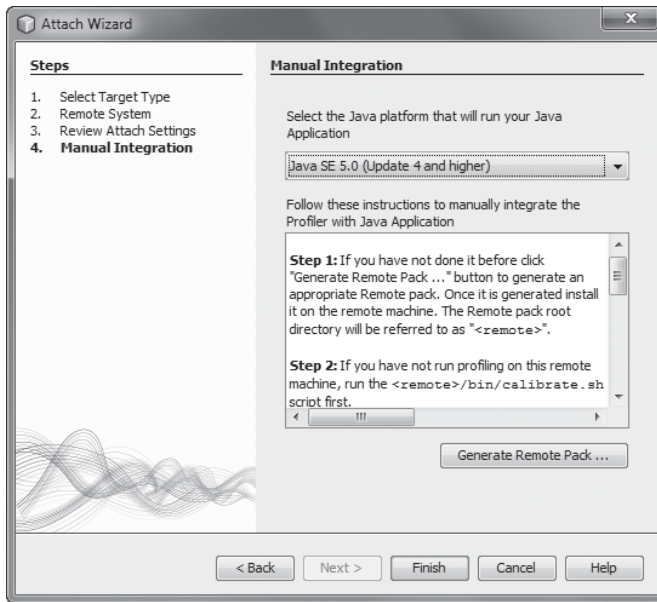 Attach Wizard
x
Steps
1. Select Target Type
2. Remote System
3. Review Attach Settings
4. Manual Integration
Manual Integration
Select the Java platform that will run your Java
Application
Java SE 5.0 (Update 4 and higher)
Follow these instructions to manually integrate the
Profiler with Java Application
Step 1: If you have not done it before click
"Generate Remote Pack ..." button to generate an
appropriate Remote pack. Once it is generated install
it on the remote machine. The Remote pack root
directory will be referred to as "<remote>".
Step 2: If you have not run profiling on this remote
machine, run the <remote>/bin/calibrate.sh
script first.
Generate Remote Pack ...
< Back
Next >
Finish
Cancel
Help